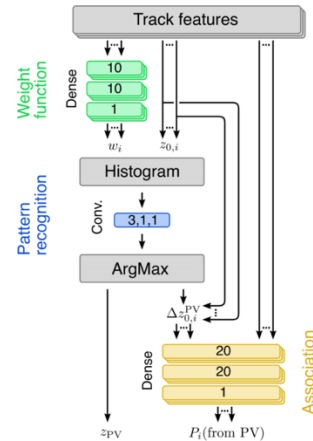 Track features
...
...
...
Weight function
Dense
10
10
1
...
...
w_i
z_{0,i}
Histogram
Pattern recognition
Conv.
3,1,1
ArgMax
Δz^{PV}_{0,i}
...
...
...
Dense
20
20
1
Association
...
z_{PV}
P_i(from PV)